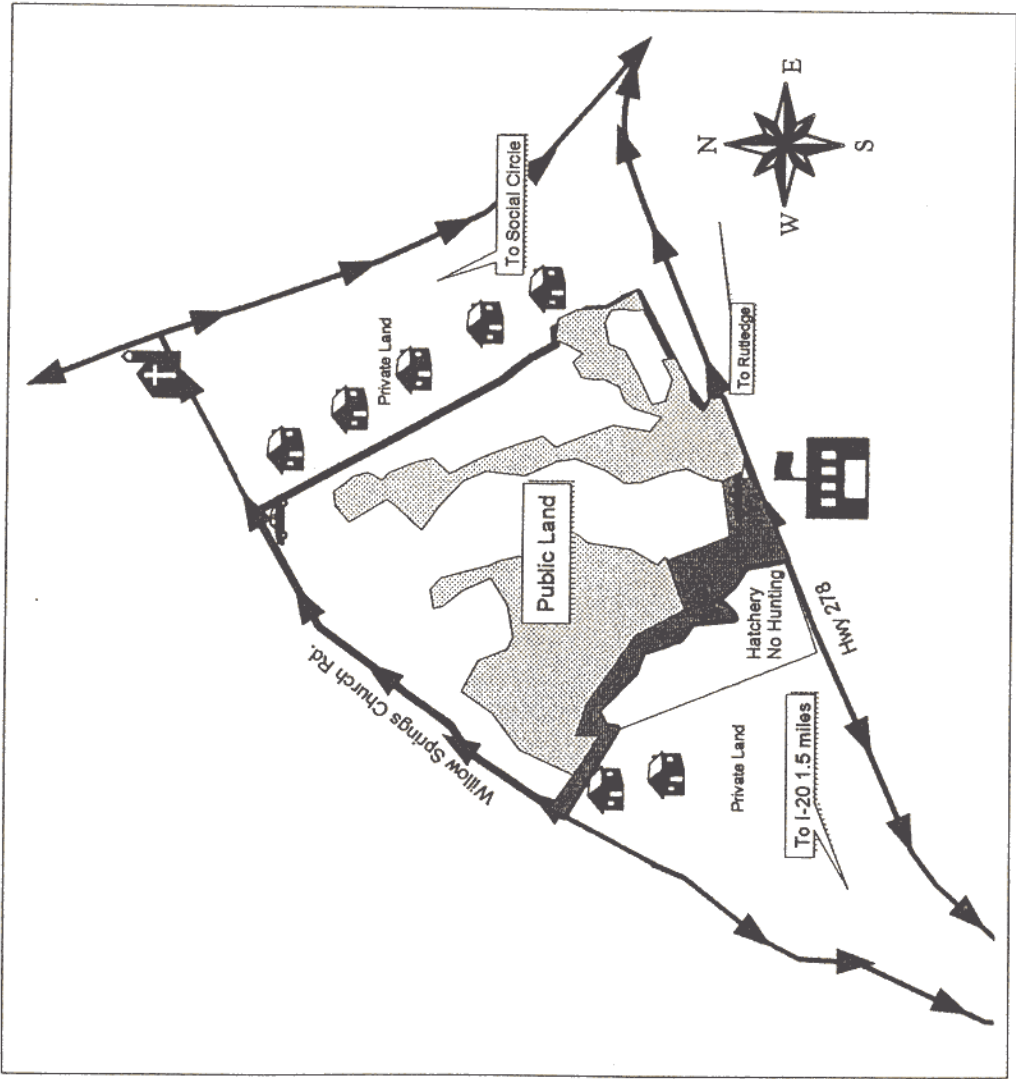 To Social Circle
N
E
S
W
Private Land
To Rutledge
Public Land
Willow Springs Church Rd.
Hatchery
No Hunting
Hwy 278
Private Land
To I-20 1.5 miles